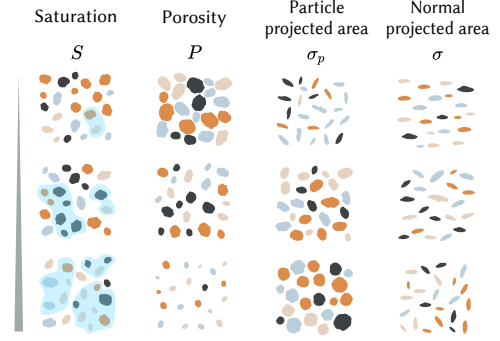 Saturation
S
Porosity
P
Particle
projected area
σp
Normal
projected area
σ